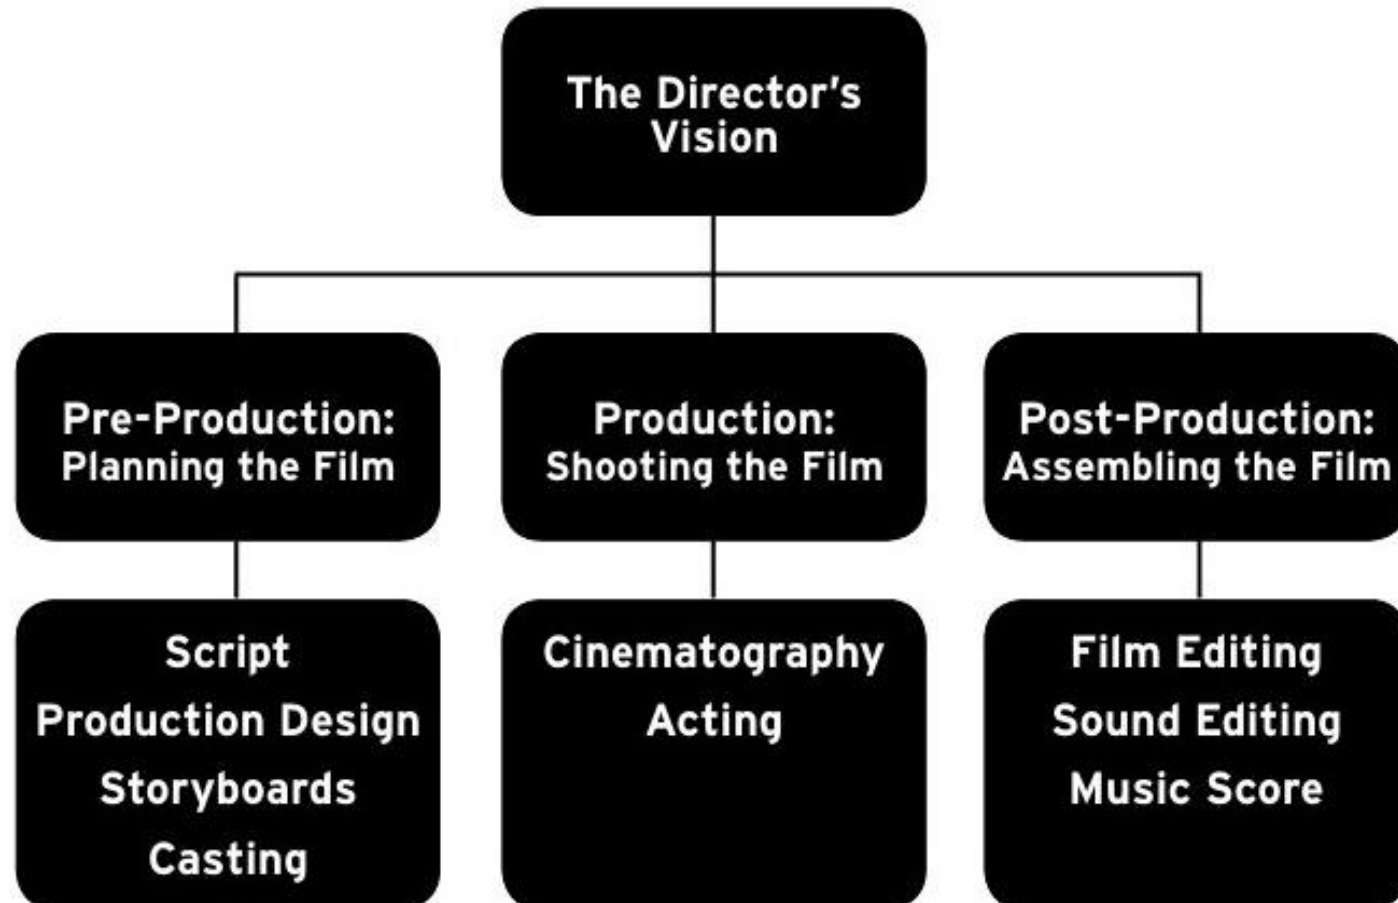 The Director’s
Vision
Pre-Production:
Planning the Film
Production:
Shooting the Film
Post-Production:
Assembling the Film
Script
Production Design
Storyboards
Casting
Cinematography
Acting
Film Editing
Sound Editing
Music Score